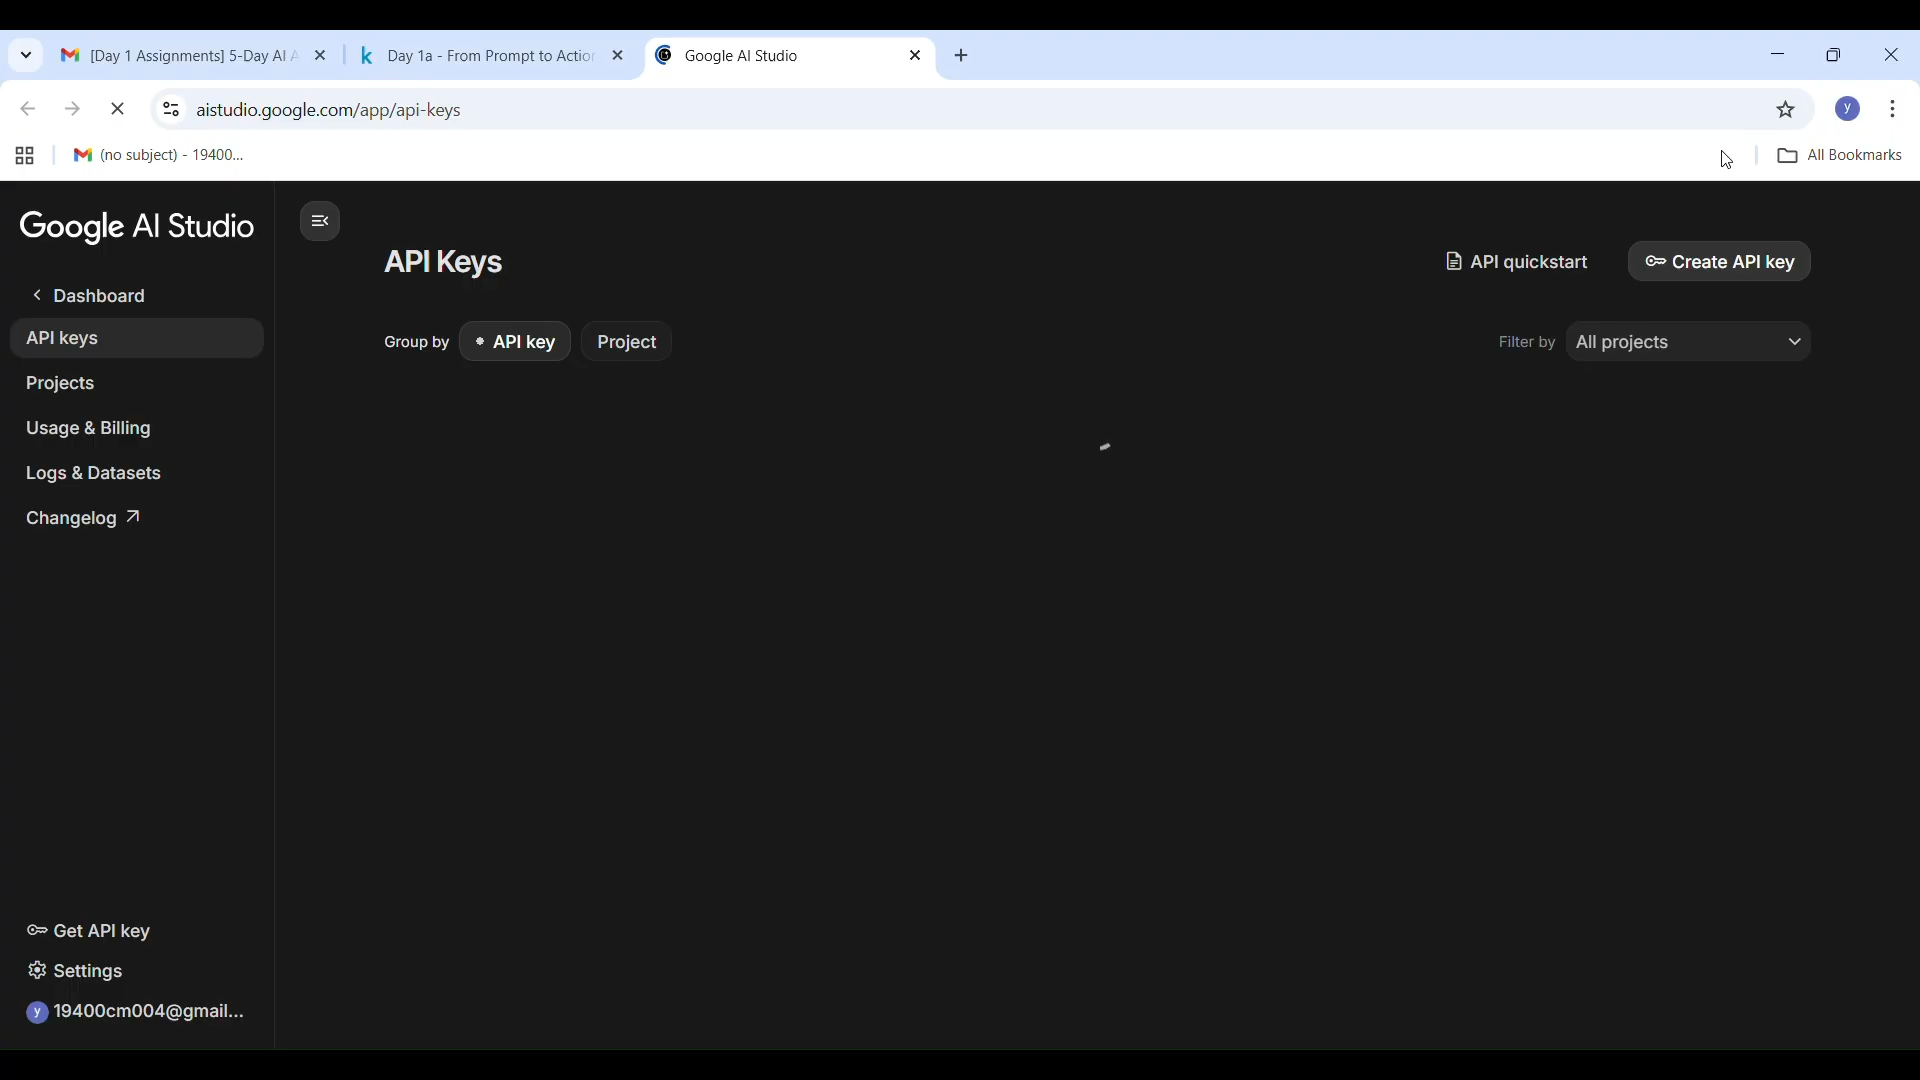 [Day 1 Assignments] 5-Day AI A
Day 1a - From Prompt to Action
Google AI Studio
aistudio.google.com/app/api-keys
y
(no subject) - 19400...
All Bookmarks
Google AI Studio
API Keys
API quickstart
Create API key
Dashboard
API keys
Group by
API key
Project
Filter by
All projects
Projects
Usage & Billing
Logs & Datasets
Changelog
Get API key
Settings
y
19400cm004@gmail...